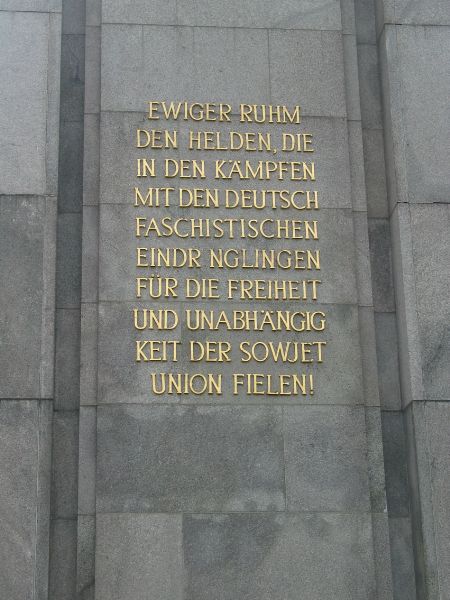 EWIGER RUHM
DEN HELDEN, DIE
IN DEN KÄMPFEN
MIT DEN DEUTSCH
FASCHISTISCHEN
EINDR NGLINGEN
FÜR DIE FREIHEIT
UND UNABHÄNGIG
KEIT DER SOWJET
UNION FIELEN!